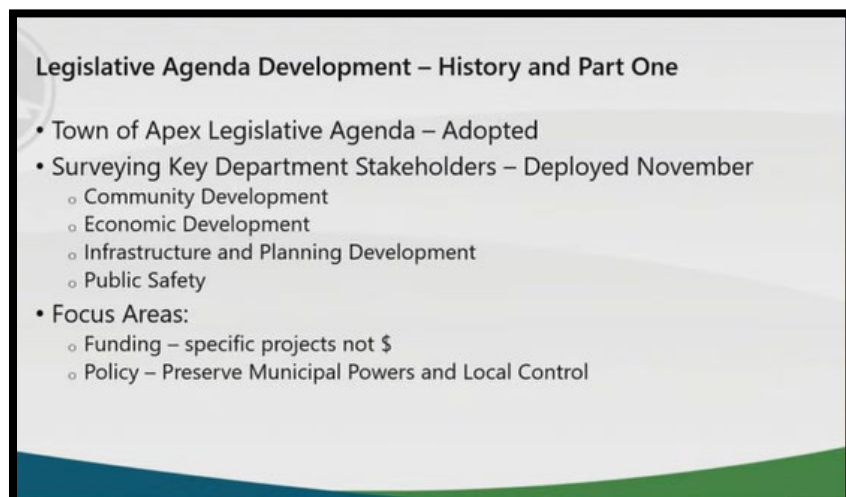 Legislative Agenda Development – History and Part One
• Town of Apex Legislative Agenda – Adopted
• Surveying Key Department Stakeholders – Deployed November
○ Community Development
○ Economic Development
○ Infrastructure and Planning Development
○ Public Safety
• Focus Areas:
○ Funding – specific projects not $
○ Policy – Preserve Municipal Powers and Local Control